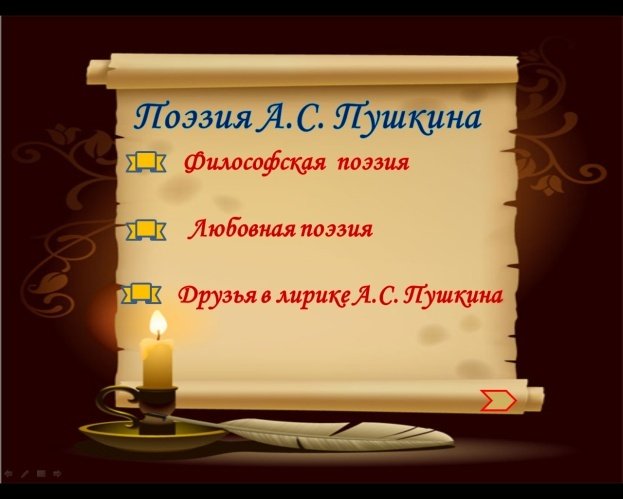 Поэзия А.С. Пушкина
Философская поэзия
Любовная поэзия
Друзья в лирике А.С. Пушкина